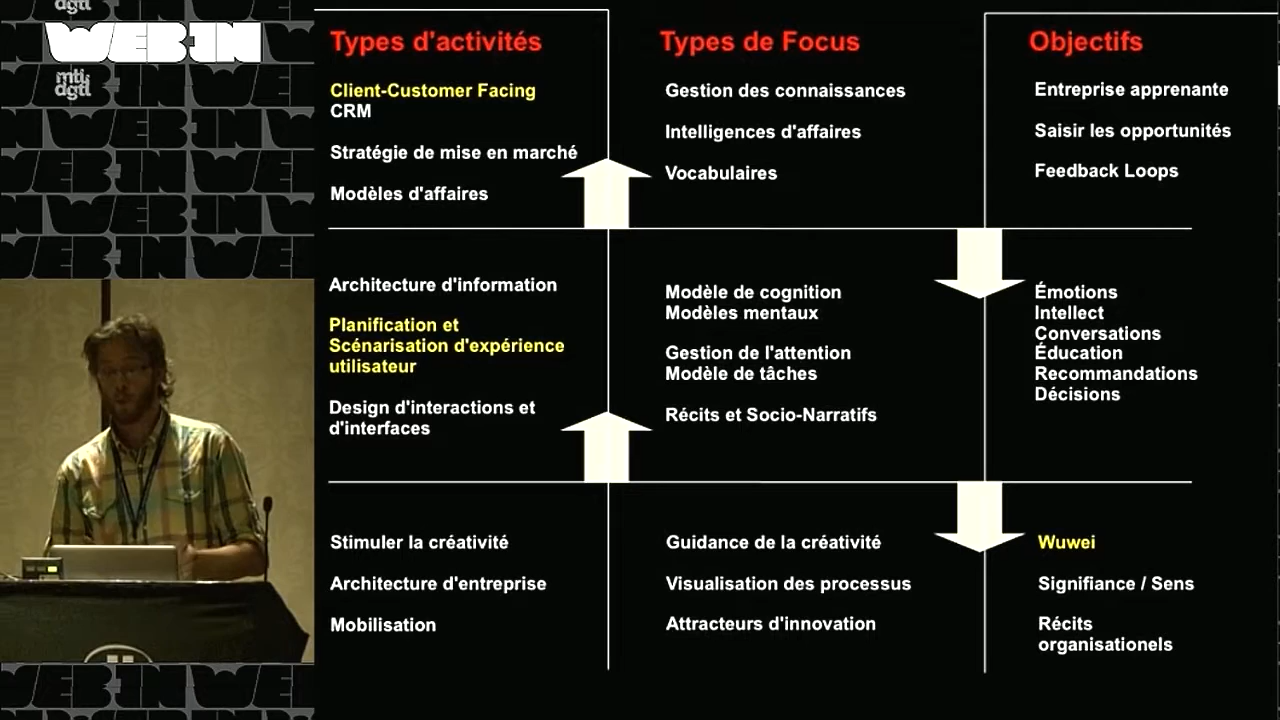 dgtl
WEB-IN
mtl
dgtl
Types d'activités
Client-Customer Facing
CRM
Stratégie de mise en marché
Modèles d'affaires
Types de Focus
Gestion des connaissances
Intelligences d'affaires
Vocabulaires
Objectifs
Entreprise apprenante
Saisir les opportunités
Feedback Loops
Architecture d'information
Planification et
Scénarisation d'expérience
utilisateur
Design d'interactions et
d'interfaces
Modèle de cognition
Modèles mentaux
Gestion de l'attention
Modèle de tâches
Récits et Socio-Narratifs
Émotions
Intellect
Conversations
Éducation
Recommandations
Décisions
Stimuler la créativité
Architecture d'entreprise
Mobilisation
Guidance de la créativité
Visualisation des processus
Attracteurs d'innovation
Wuwei
Signifiance / Sens
Récits
organisationels